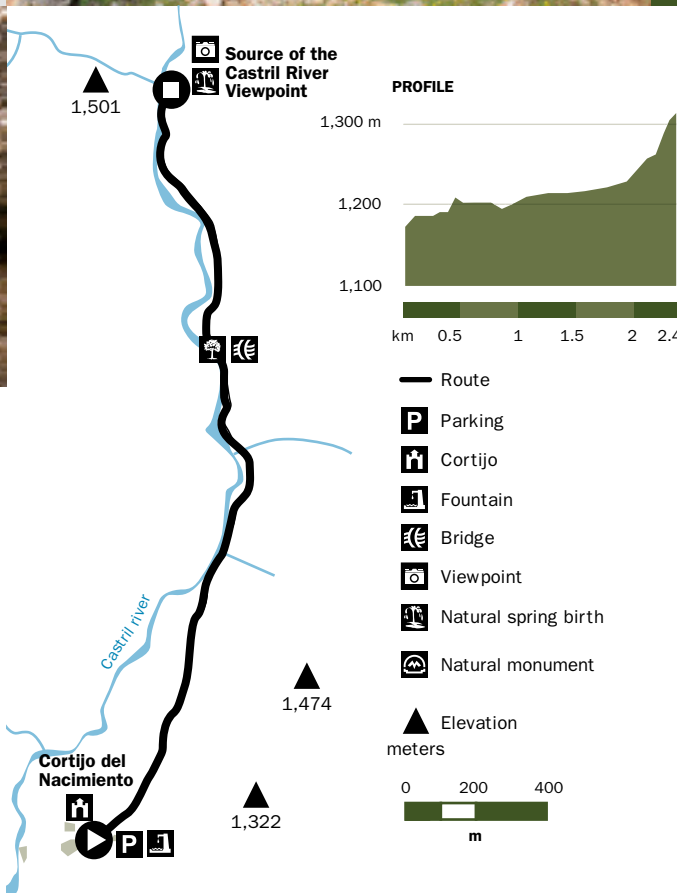 Source of the
Castril River
Viewpoint
1,501
PROFILE
1,300 m
1,200
1,100
km 0.5 1 1.5 2 2.4
Route
P Parking
Cortijo
Fountain
Bridge
Viewpoint
Natural spring birth
Natural monument
Elevation
meters
0 200 400
m
Castril river
1,474
Cortijo del
Nacimiento
1,322
P